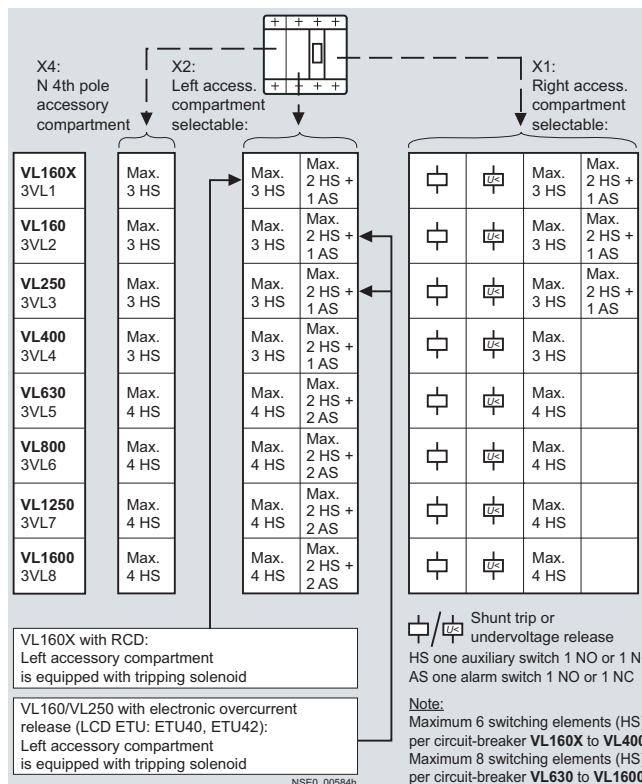 X4:
N 4th pole
accessory
compartment
X2:
Left access.
compartment
selectable:
X1:
Right access.
compartment
selectable:
VL160X
3VL1
Max.
3 HS
Max.
3 HS
Max.
2 HS +
1 AS
U<
Max.
3 HS
Max.
2 HS +
1 AS
VL160
3VL2
Max.
3 HS
Max.
3 HS
Max.
2 HS +
1 AS
U<
Max.
3 HS
Max.
2 HS +
1 AS
VL250
3VL3
Max.
3 HS
Max.
3 HS
Max.
2 HS +
1 AS
U<
Max.
3 HS
Max.
2 HS +
1 AS
VL400
3VL4
Max.
3 HS
Max.
3 HS
Max.
2 HS +
1 AS
U<
Max.
3 HS
VL630
3VL5
Max.
4 HS
Max.
4 HS
Max.
2 HS +
2 AS
U<
Max.
4 HS
VL800
3VL6
Max.
4 HS
Max.
4 HS
Max.
2 HS +
2 AS
U<
Max.
4 HS
VL1250
3VL7
Max.
4 HS
Max.
4 HS
Max.
2 HS +
2 AS
U<
Max.
4 HS
VL1600
3VL8
Max.
4 HS
Max.
4 HS
Max.
2 HS +
2 AS
U<
Max.
4 HS
VL160X with RCD:
Left accessory compartment
is equipped with tripping solenoid
VL160/VL250 with electronic overcurrent
release (LCD ETU: ETU40, ETU42):
Left accessory compartment
is equipped with tripping solenoid
NSE0_00584h
/ U< Shunt trip or
undervoltage release
HS one auxiliary switch 1 NO or 1 N
AS one alarm switch 1 NO or 1 NC
Note:
Maximum 6 switching elements (HS
per circuit-breaker VL160X to VL400
Maximum 8 switching elements (HS
per circuit-breaker VL630 to VL1600